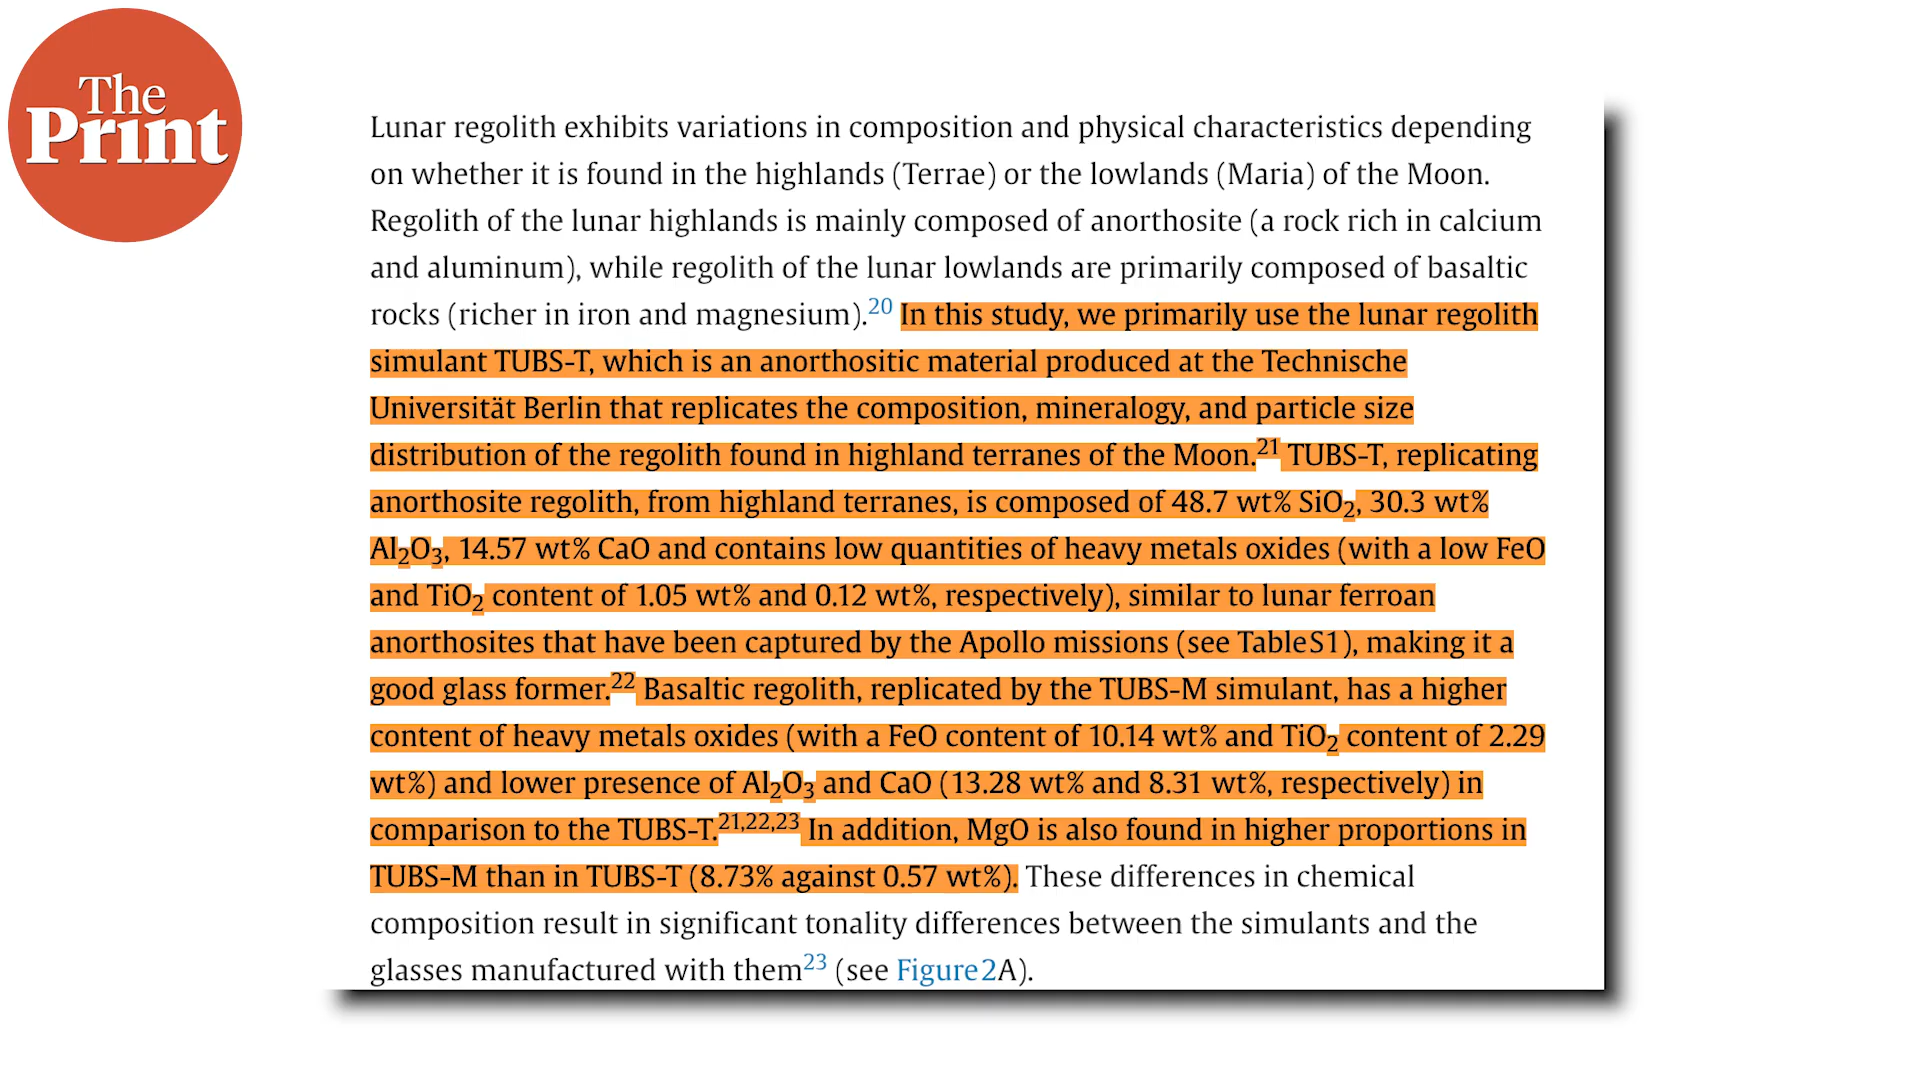 The
Print
Lunar regolith exhibits variations in composition and physical characteristics depending
on whether it is found in the highlands (Terrae) or the lowlands (Maria) of the Moon.
Regolith of the lunar highlands is mainly composed of anorthosite (a rock rich in calcium
and aluminum), while regolith of the lunar lowlands are primarily composed of basaltic
rocks (richer in iron and magnesium).20 In this study, we primarily use the lunar regolith
simulant TUBS-T, which is an anorthositic material produced at the Technische
Universität Berlin that replicates the composition, mineralogy, and particle size
distribution of the regolith found in highland terranes of the Moon.21 TUBS-T, replicating
anorthosite regolith, from highland terranes, is composed of 48.7 wt% SiO2, 30.3 wt%
Al2O3, 14.57 wt% CaO and contains low quantities of heavy metals oxides (with a low FeO
and TiO2 content of 1.05 wt% and 0.12 wt%, respectively), similar to lunar ferroan
anorthosites that have been captured by the Apollo missions (see Table S1), making it a
good glass former.22 Basaltic regolith, replicated by the TUBS-M simulant, has a higher
content of heavy metals oxides (with a FeO content of 10.14 wt% and TiO2 content of 2.29
wt%) and lower presence of Al2O3 and CaO (13.28 wt% and 8.31 wt%, respectively) in
comparison to the TUBS-T.21,22,23 In addition, MgO is also found in higher proportions in
TUBS-M than in TUBS-T (8.73% against 0.57 wt%). These differences in chemical
composition result in significant tonality differences between the simulants and the
glasses manufactured with them23 (see Figure 2A).